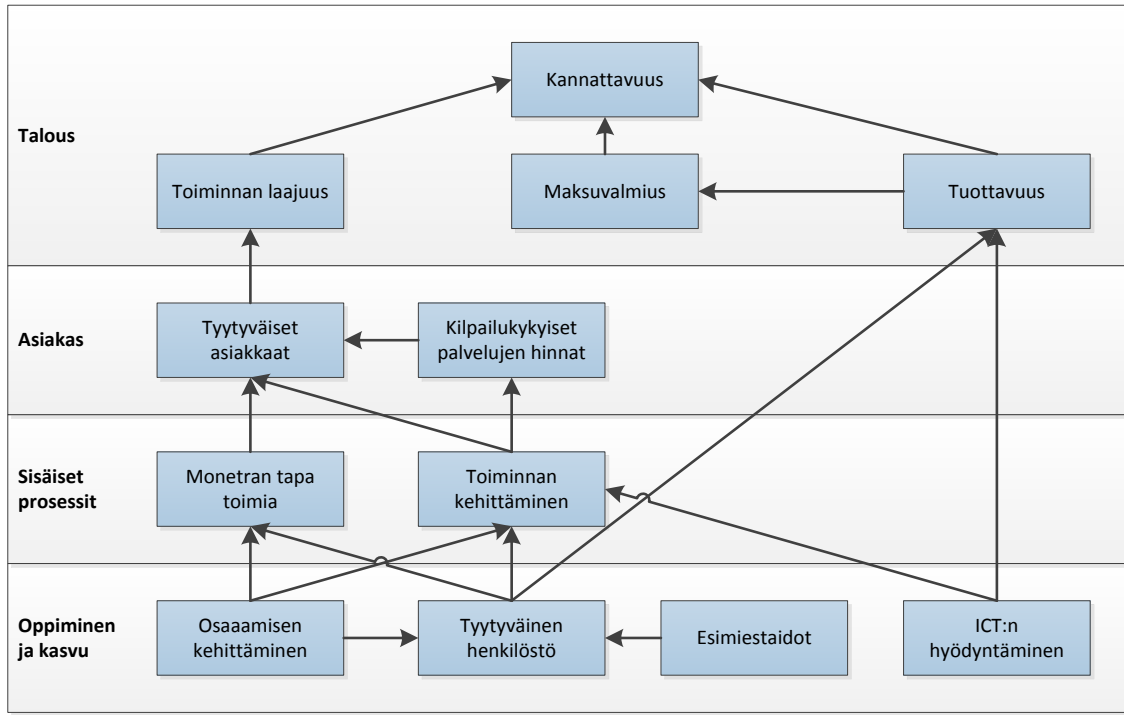 Kannattavuus
Talous
Toiminnan laajuus
Maksuvalmius
Tuottavuus
Asiakas
Tyytyväiset
asiakkaat
Kilpailukykyiset
palvelujen hinnat
Sisäiset
prosessit
Monetran tapa
toimia
Toiminnan
kehittäminen
Oppiminen
ja kasvu
Osaaamisen
kehittäminen
Tyytyväinen
henkilöstö
Esimiestaidot
ICT:n
hyödyntäminen